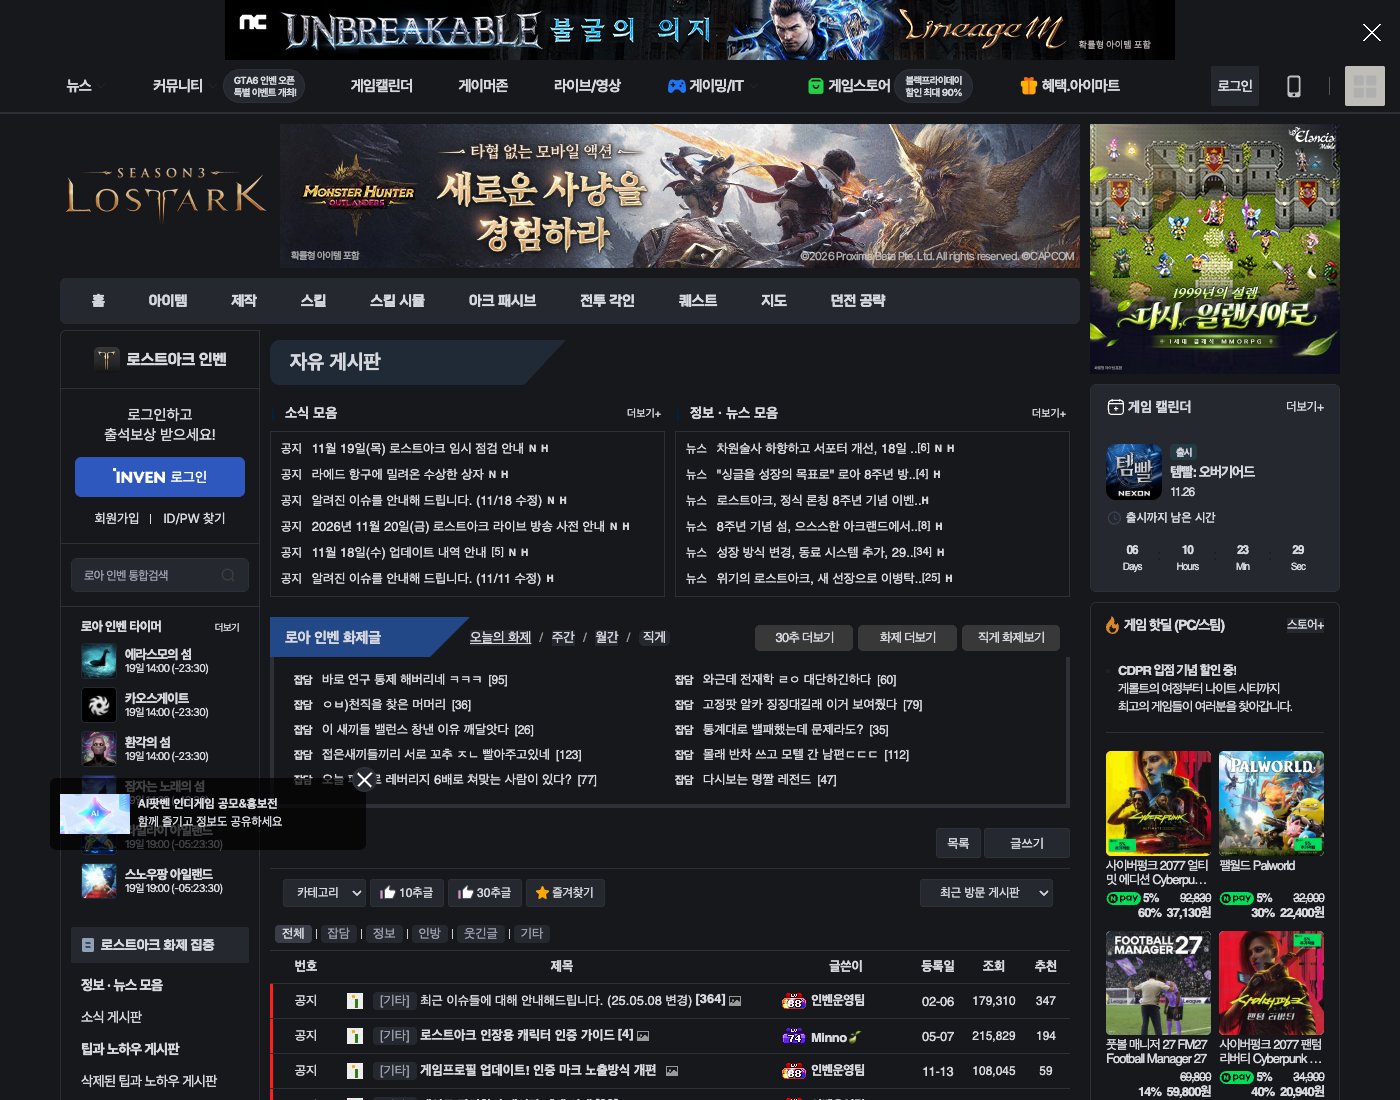 nc UNBREAKABLE 불굴의 의지 Lineage M 확률형 아이템 포함
뉴스
커뮤니티
GTA6 인벤 오픈
특별 이벤트 개최!
게임캘린더
게이머존
라이브/영상
게이밍/IT
게임스토어
블랙프라이데이
할인 최대 90%
혜택.아이마트
로그인
SEASON 3
LOST ARK
MONSTER HUNTER
OUTLANDERS
타협 없는 모바일 액션
새로운 사냥을
경험하라
확률형 아이템 포함
©2026 Proxima Beta Pte. Ltd. All rights reserved. ©CAPCOM
Elancia
Mobile
1999년의 설렘
다시, 일랜시아로
1세대 클래식 MMORPG
홈
아이템
제작
스킬
스킬 시뮬
아크 패시브
전투 각인
퀘스트
지도
던전 공략
로스트아크 인벤
로그인하고
출석보상 받으세요!
INVEN 로그인
회원가입 | ID/PW 찾기
로아 인벤 통합검색
로아 인벤 타이머 더보기
에라스모의 섬
19일 14:00 (-23:30)
카오스게이트
19일 14:00 (-23:30)
환각의 섬
19일 14:00 (-23:30)
잠자는 노래의 섬
AI팟벤 인디게임 공모&홍보전
함께 즐기고 정보도 공유하세요
19일 19:00 (-05:23:30)
스노우팡 아일랜드
19일 19:00 (-05:23:30)
로스트아크 화제 집중
정보 · 뉴스 모음
소식 게시판
팁과 노하우 게시판
삭제된 팁과 노하우 게시판
자유 게시판
소식 모음 더보기+
공지 11월 19일(목) 로스트아크 임시 점검 안내 N H
공지 라에드 항구에 밀려온 수상한 상자 N H
공지 알려진 이슈를 안내해 드립니다. (11/18 수정) N H
공지 2026년 11월 20일(금) 로스트아크 라이브 방송 사전 안내 N H
공지 11월 18일(수) 업데이트 내역 안내 [5] N H
공지 알려진 이슈를 안내해 드립니다. (11/11 수정) H
정보 · 뉴스 모음 더보기+
뉴스 차원술사 하향하고 서포터 개선, 18일 ..[6] N H
뉴스 "싱글을 성장의 목표로" 로아 8주년 방..[4] H
뉴스 로스트아크, 정식 론칭 8주년 기념 이벤..H
뉴스 8주년 기념 섬, 으스스한 아크랜드에서..[8] H
뉴스 성장 방식 변경, 동료 시스템 추가, 29..[34] H
뉴스 위기의 로스트아크, 새 선장으로 이병탁..[25] H
로아 인벤 화제글
오늘의 화제 / 주간 / 월간 / 직게
30추 더보기
화제 더보기
직게 화제보기
잡담 바로 연구 통제 해버리네 ㅋㅋㅋ [95]
잡담 ㅇㅂ)천직을 찾은 머머리 [36]
잡담 이 새끼들 밸런스 창낸 이유 깨달앗다 [26]
잡담 접은새끼들끼리 서로 꼬추 ㅈㄴ 빨아주고있네 [123]
잡담 오늘 레버리지 6배로 쳐맞는 사람이 있다? [77]
잡담 와근데 전재학 ㄹㅇ 대단하긴하다 [60]
잡담 고정팟 알카 징징대길래 이거 보여줬다 [79]
잡담 통계대로 밸패했는데 문제라도? [35]
잡담 몰래 반차 쓰고 모텔 간 남편ㄷㄷㄷ [112]
잡담 다시보는 명짤 레전드 [47]
목록
글쓰기
카테고리
10추글
30추글
즐겨찾기
최근 방문 게시판
전체 | 잡담 | 정보 | 인방 | 웃긴글 | 기타
번호 제목 글쓴이 등록일 조회 추천
공지 [기타] 최근 이슈들에 대해 안내해드립니다. (25.05.08 변경) [364] LV 88 인벤운영팀 02-06 179,310 347
공지 [기타] 로스트아크 인장용 캐릭터 인증 가이드 [4] LV 74 Minno 05-07 215,829 194
공지 [기타] 게임프로필 업데이트! 인증 마크 노출방식 개편 LV 88 인벤운영팀 11-13 108,045 59
게임 캘린더 더보기+
템빨
NEXON
출시
템빨: 오버기어드
11.26
출시까지 남은 시간
06 10 23 29
Days Hours Min Sec
게임 핫딜 (PC/스팀) 스토어+
CDPR 입점 기념 할인 중!
게롤트의 여정부터 나이트 시티까지
최고의 게임들이 여러분을 찾아갑니다.
사이버펑크 2077 얼티
밋 에디션 Cyberpu...
N pay 5% 92,830
60% 37,130원
PALWORLD
팰월드 Palworld
N pay 5% 32,000
30% 22,400원
FOOTBALL
MANAGER 27
풋볼 매니저 27 FM27
Football Manager 27
69,800
14% 59,800원
사이버펑크 2077 팬텀
리버티 Cyberpunk ...
N pay 5% 34,900
40% 20,940원